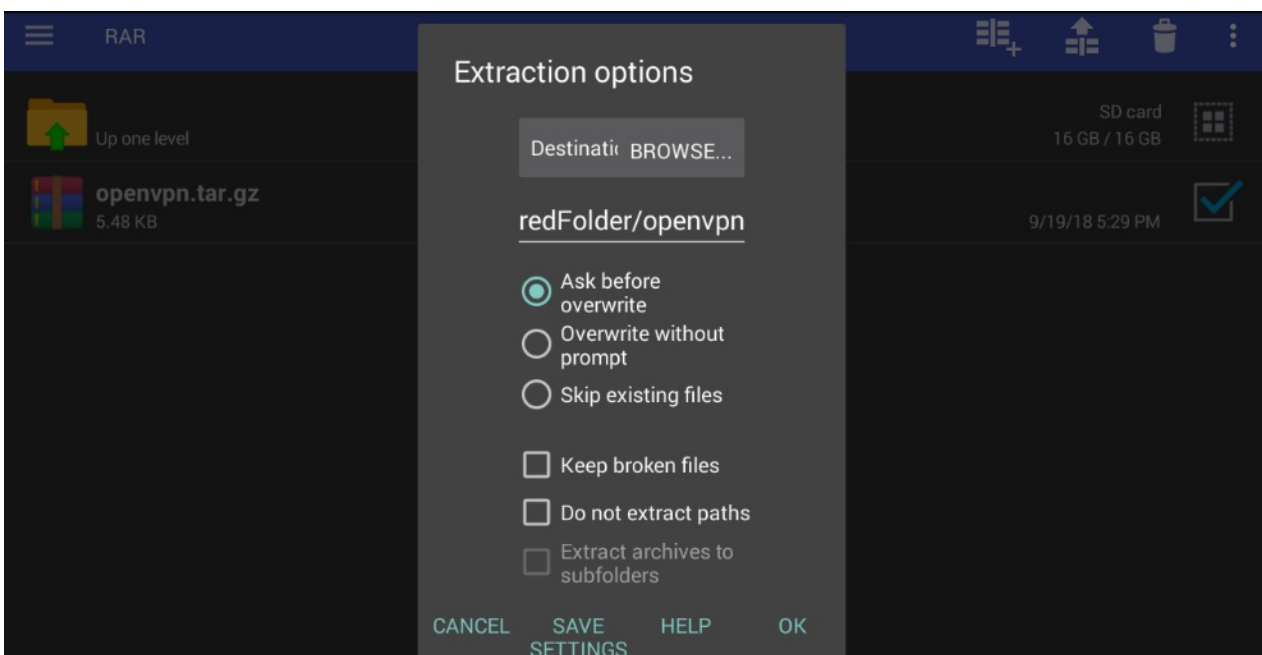 RAR
Extraction options
Up one level
SD card
16 GB / 16 GB
Destinati BROWSE...
openvpn.tar.gz
5.48 KB
9/19/18 5:29 PM
redFolder/openvpn
Ask before
overwrite
Overwrite without
prompt
Skip existing files
Keep broken files
Do not extract paths
Extract archives to
subfolders
CANCEL SAVE SETTINGS HELP OK